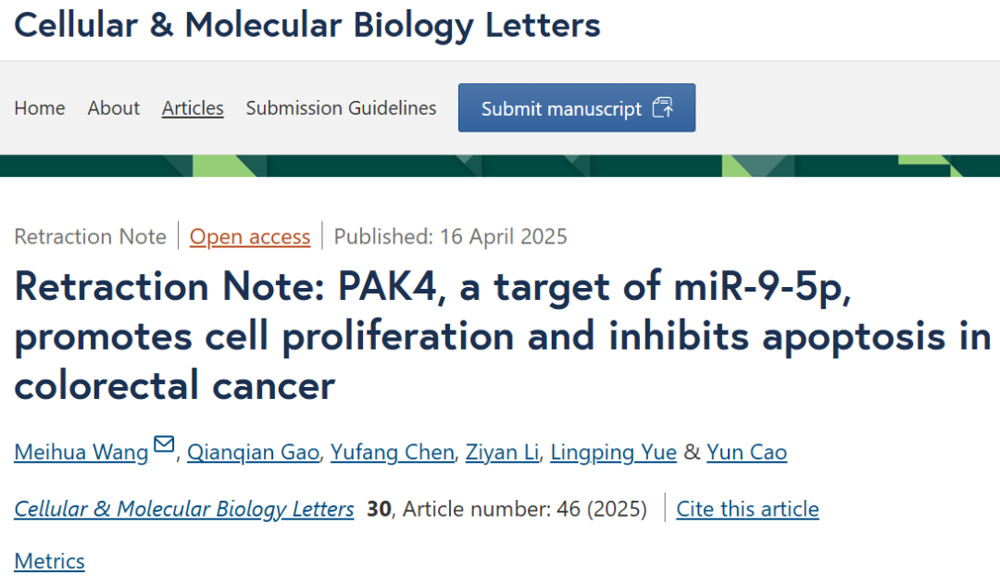 Cellular & Molecular Biology Letters
Home About Articles Submission Guidelines Submit manuscript
Retraction Note | Open access | Published: 16 April 2025
Retraction Note: PAK4, a target of miR-9-5p,
promotes cell proliferation and inhibits apoptosis in
colorectal cancer
Meihua Wang, Qianqian Gao, Yufang Chen, Ziyan Li, Lingping Yue & Yun Cao
Cellular & Molecular Biology Letters 30, Article number: 46 (2025) | Cite this article
Metrics